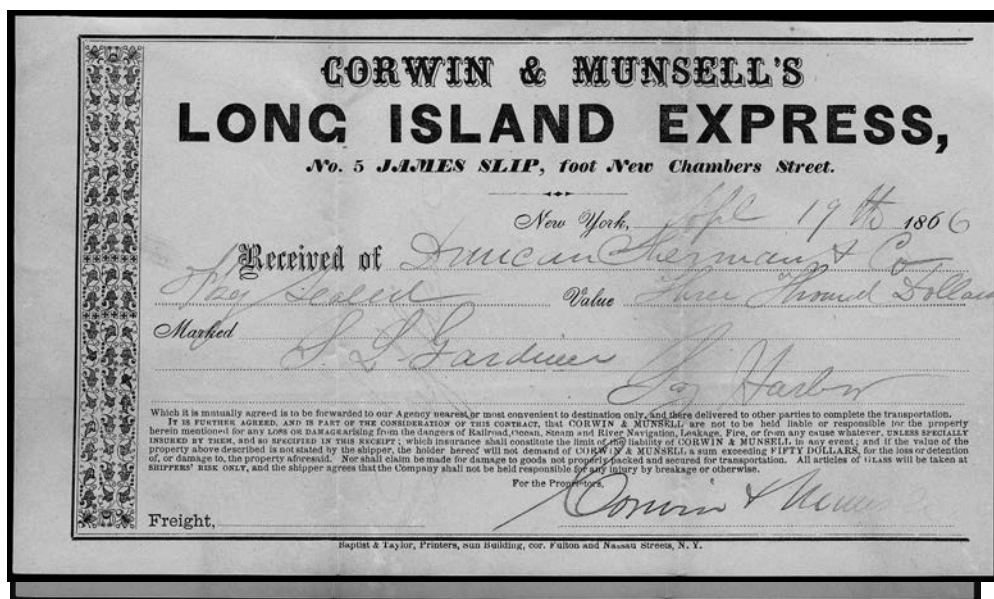 CORWIN & MUNSELL'S
LONG ISLAND EXPRESS,
No. 5 JAMES SLIP, foot New Chambers Street.
New York, Sept 19th 1866
Received of Duncan Sherman & Co
Pkg Sealed Value Three Thousand Dollars
Marked
S. L. Gardiner
Sag Harbor
Which it is mutually agreed is to be forwarded to our Agency nearest or most convenient to destination only, and there delivered to other parties to complete the transportation.
IT IS FURTHER AGREED, AND IS PART OF THE CONSIDERATION OF THIS CONTRACT, that CORWIN & MUNSELL are not to be held liable or responsible for the property
herein mentioned for any LOSS OR DAMAGE arising from the dangers of Railroad, Ocean, Steam and River Navigation, Leakage, Fire, or from any cause whatever, UNLESS SPECIALLY
INSURED BY THEM, AND SO SPECIFIED IN THIS RECEIPT; which insurance shall constitute the limit of the liability of CORWIN & MUNSELL in any event; and if the value of the
property above described is not stated by the shipper, the holder hereof will not demand of CORWIN & MUNSELL a sum exceeding FIFTY DOLLARS, for the loss or detention
of, or damage to, the property aforesaid. Nor shall claim be made for damage to goods not properly packed and secured for transportation. All articles of GLASS will be taken at
SHIPPERS' RISK ONLY, and the shipper agrees that the Company shall not be held responsible for any injury by breakage or otherwise.
For the Proprietors,
Corwin & Munsell
Freight,
Baptist & Taylor, Printers, Sun Building, cor. Fulton and Nassau Streets, N. Y.